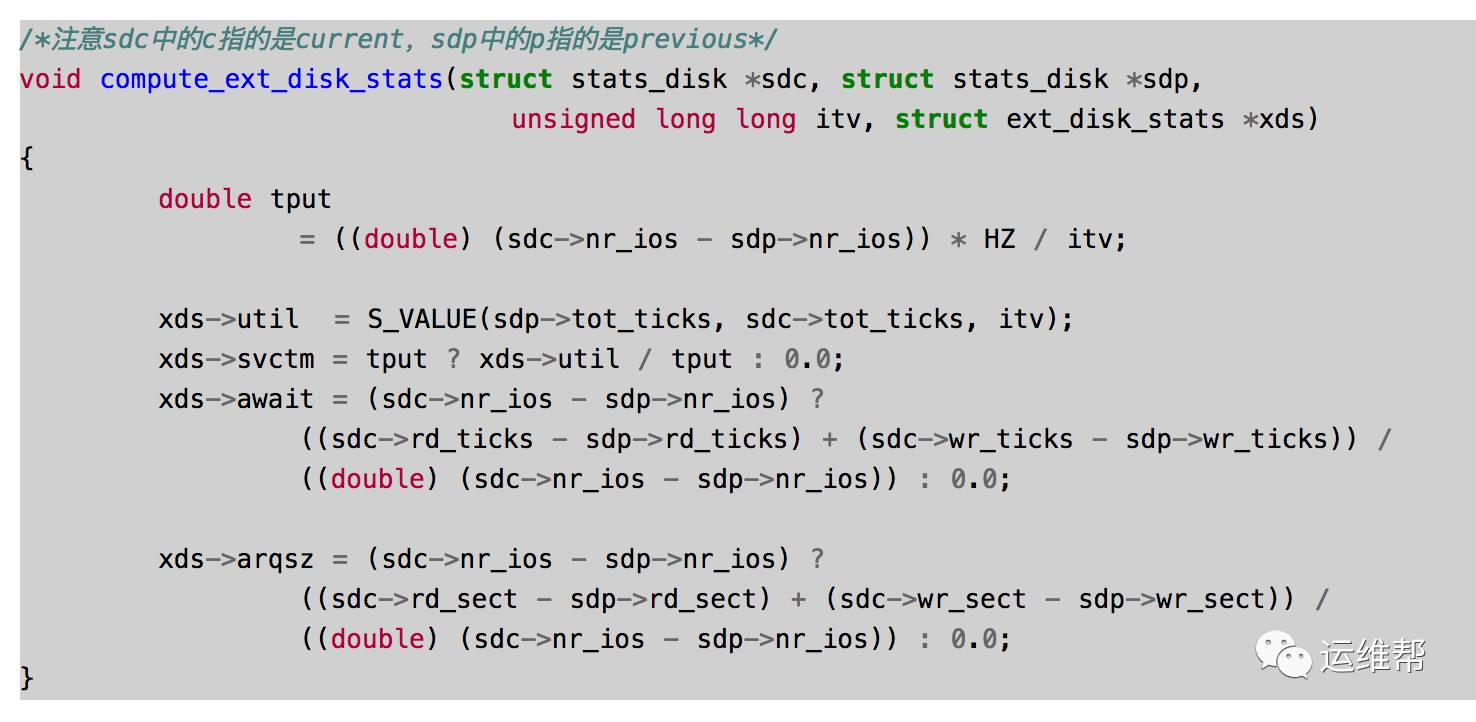 /*注意sdc中的c指的是current，sdp中的p指的是previous*/
void compute_ext_disk_stats(struct stats_disk *sdc, struct stats_disk *sdp,
unsigned long long itv, struct ext_disk_stats *xds)
{
double tput
= ((double) (sdc->nr_ios - sdp->nr_ios)) * HZ / itv;
xds->util = S_VALUE(sdp->tot_ticks, sdc->tot_ticks, itv);
xds->svctm = tput ? xds->util / tput : 0.0;
xds->await = (sdc->nr_ios - sdp->nr_ios) ?
((sdc->rd_ticks - sdp->rd_ticks) + (sdc->wr_ticks - sdp->wr_ticks)) /
((double) (sdc->nr_ios - sdp->nr_ios)) : 0.0;
xds->arqsz = (sdc->nr_ios - sdp->nr_ios) ?
((sdc->rd_sect - sdp->rd_sect) + (sdc->wr_sect - sdp->wr_sect)) /
((double) (sdc->nr_ios - sdp->nr_ios)) : 0.0;
}
运维帮